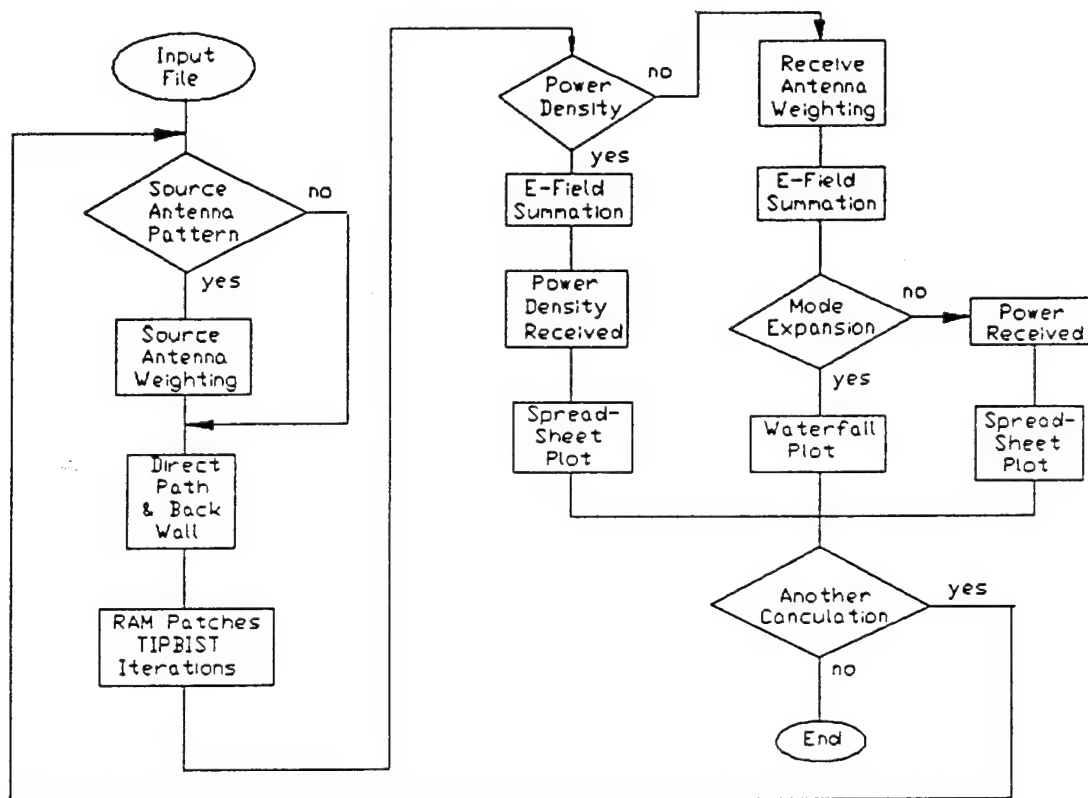 Input
File
Source
Antenna
Pattern
no
yes
Source
Antenna
Weighting
Direct
Path
& Back
Wall
RAM Patches
TIPBIST
Iterations
Power
Density
no
yes
E-Field
Summation
Power
Density
Received
Spread-
Sheet
Plot
Receive
Antenna
Weighting
E-Field
Summation
Mode
Expansion
no
yes
Power
Received
Waterfall
Plot
Spread-
Sheet
Plot
Another
Canculation
yes
no
End